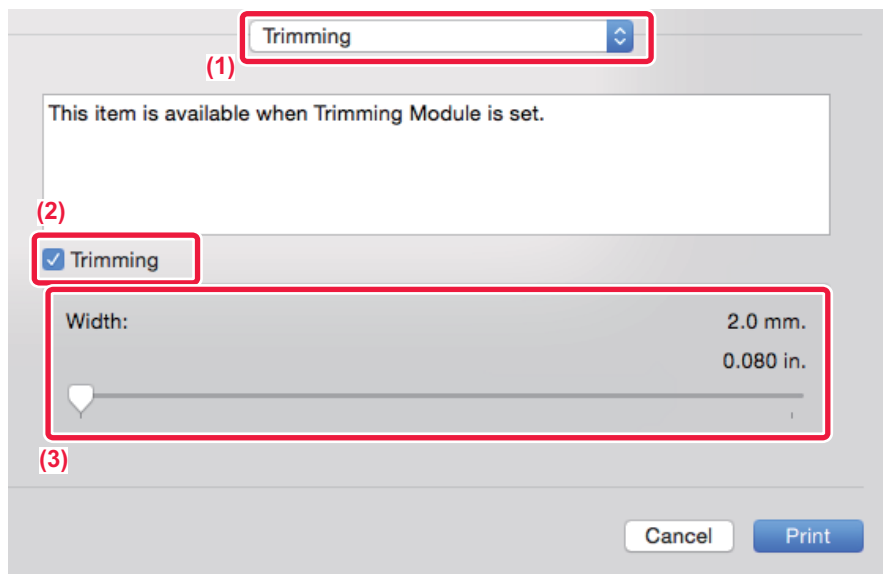 Trimming
(1)
This item is available when Trimming Module is set.
(2)
Trimming
Width: 2.0 mm.
0.080 in.
(3)
Cancel Print